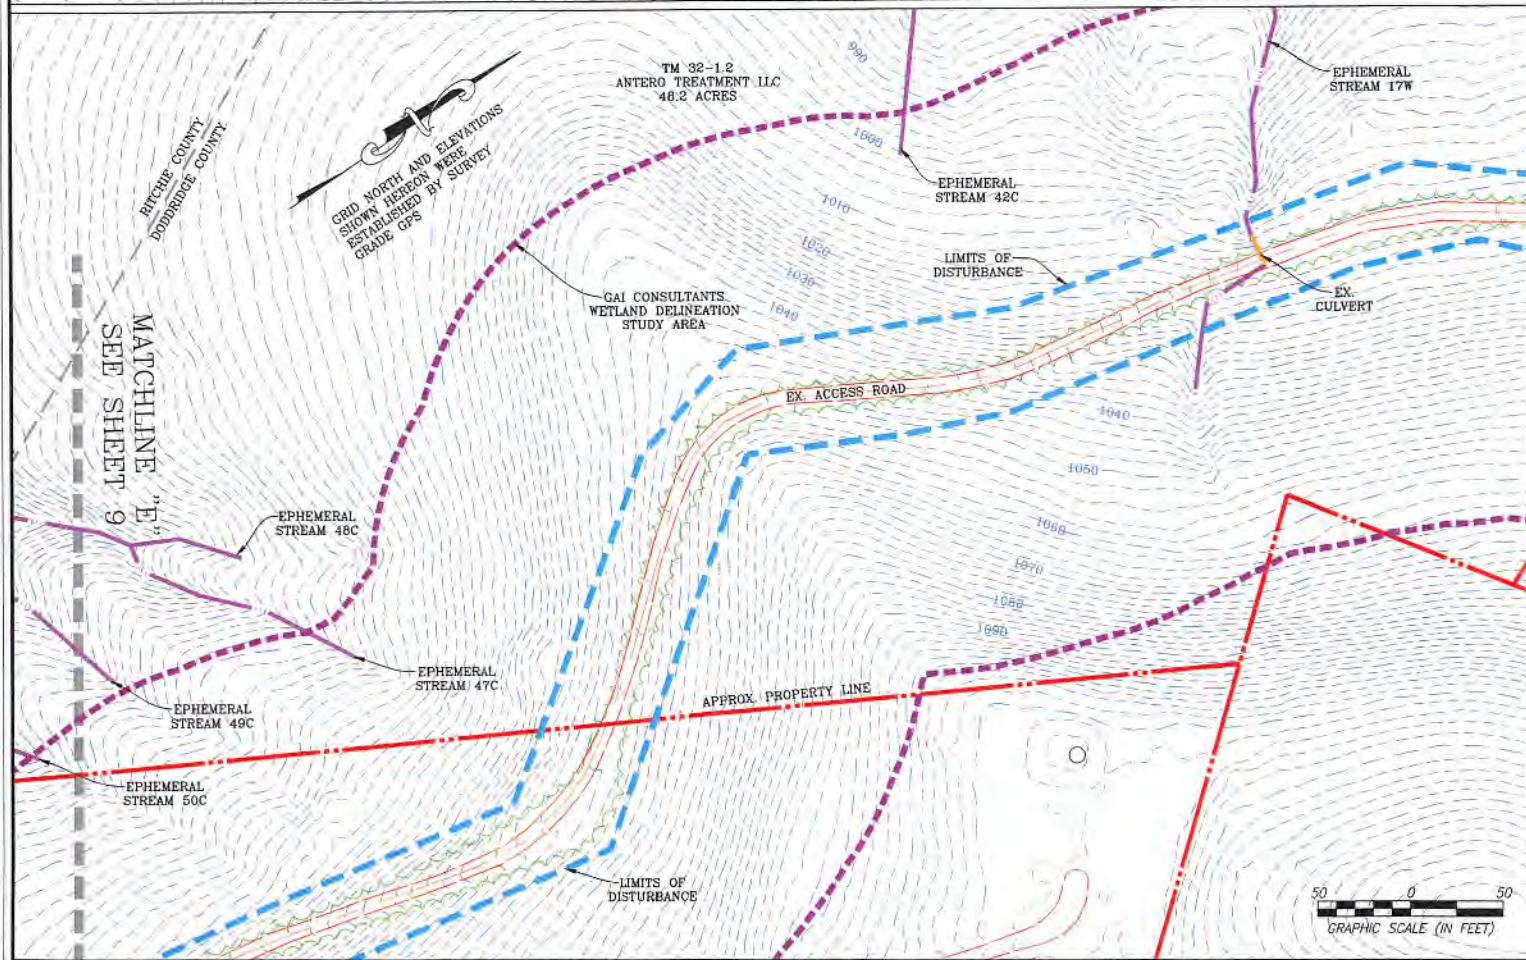 TM 32-1.2
ANTERO TREATMENT LLC
48.2 ACRES
990
EPHEMERAL
STREAM 17W
RITCHIE COUNTY
DODDRIDGE COUNTY
N
GRID NORTH AND ELEVATIONS
SHOWN HEREON WERE
ESTABLISHED BY SURVEY
GRADE GPS
1000
EPHEMERAL
STREAM 42C
1010
1020
1030
1040
LIMITS OF
DISTURBANCE
GAI CONSULTANTS
WETLAND DELINEATION
STUDY AREA
EX.
CULVERT
MATCHLINE "E"
SEE SHEET 9
EX. ACCESS ROAD
1040
1050
1060
1070
1080
1090
EPHEMERAL
STREAM 48C
EPHEMERAL
STREAM 47C
EPHEMERAL
STREAM 49C
APPROX. PROPERTY LINE
EPHEMERAL
STREAM 50C
LIMITS OF
DISTURBANCE
50 0 50
GRAPHIC SCALE (IN FEET)